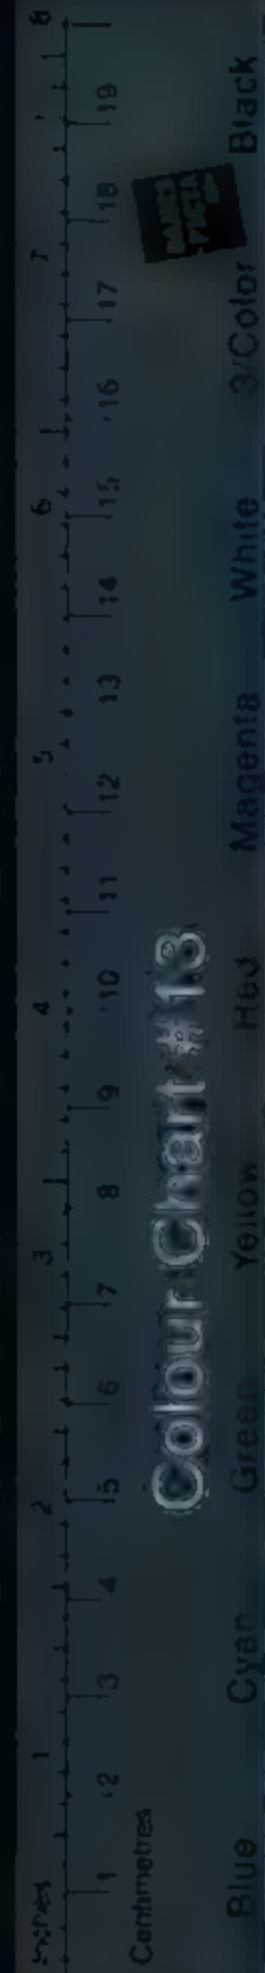 Inches 1 2 3 4 5 6 7 8
1 2 3 4 5 6 7 8 9 10 11 12 13 14 15 16 17 18 19
Centimetres
Colour Chart #13
Blue Cyan Green Yellow Red Magenta White 3/Color Black